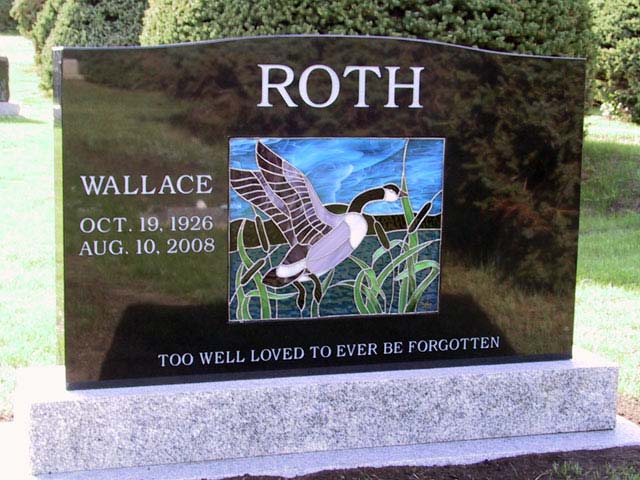 ROTH
WALLACE
OCT. 19, 1926
AUG. 10, 2008
TOO WELL LOVED TO EVER BE FORGOTTEN